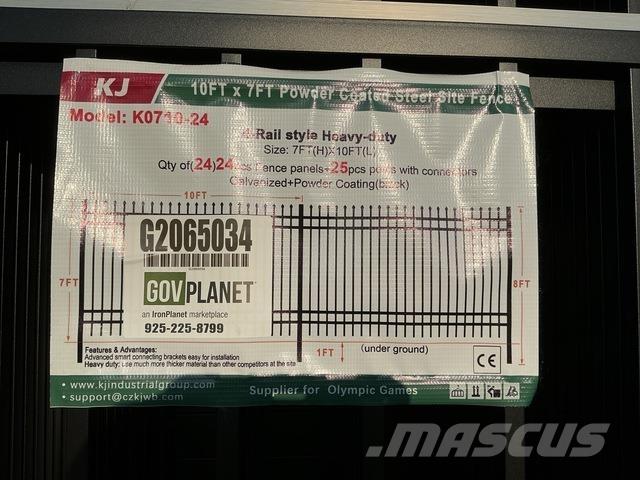 KJ
10FT x 7FT Powder Coated Steel Site Fence
Model: K0710-24
4-Rail style Heavy-duty
Size: 7FT(H)X10FT(L)
Qty of(24)24pcs fence panels+25pcs posts with connectors
Galvanized+Powder Coating(black)
10FT
G2065034
7FT
GOVPLANET
8FT
an IronPlanet marketplace
925-225-8799
1FT
(under ground)
Features & Advantages:
Advanced smart connecting brackets easy for installation
Heavy duty: use much more thicker material than other competitors at the site
CE
• www.kjindustrialgroup.com
Supplier for Olympic Games
• support@czkjwb.com
MASCUS